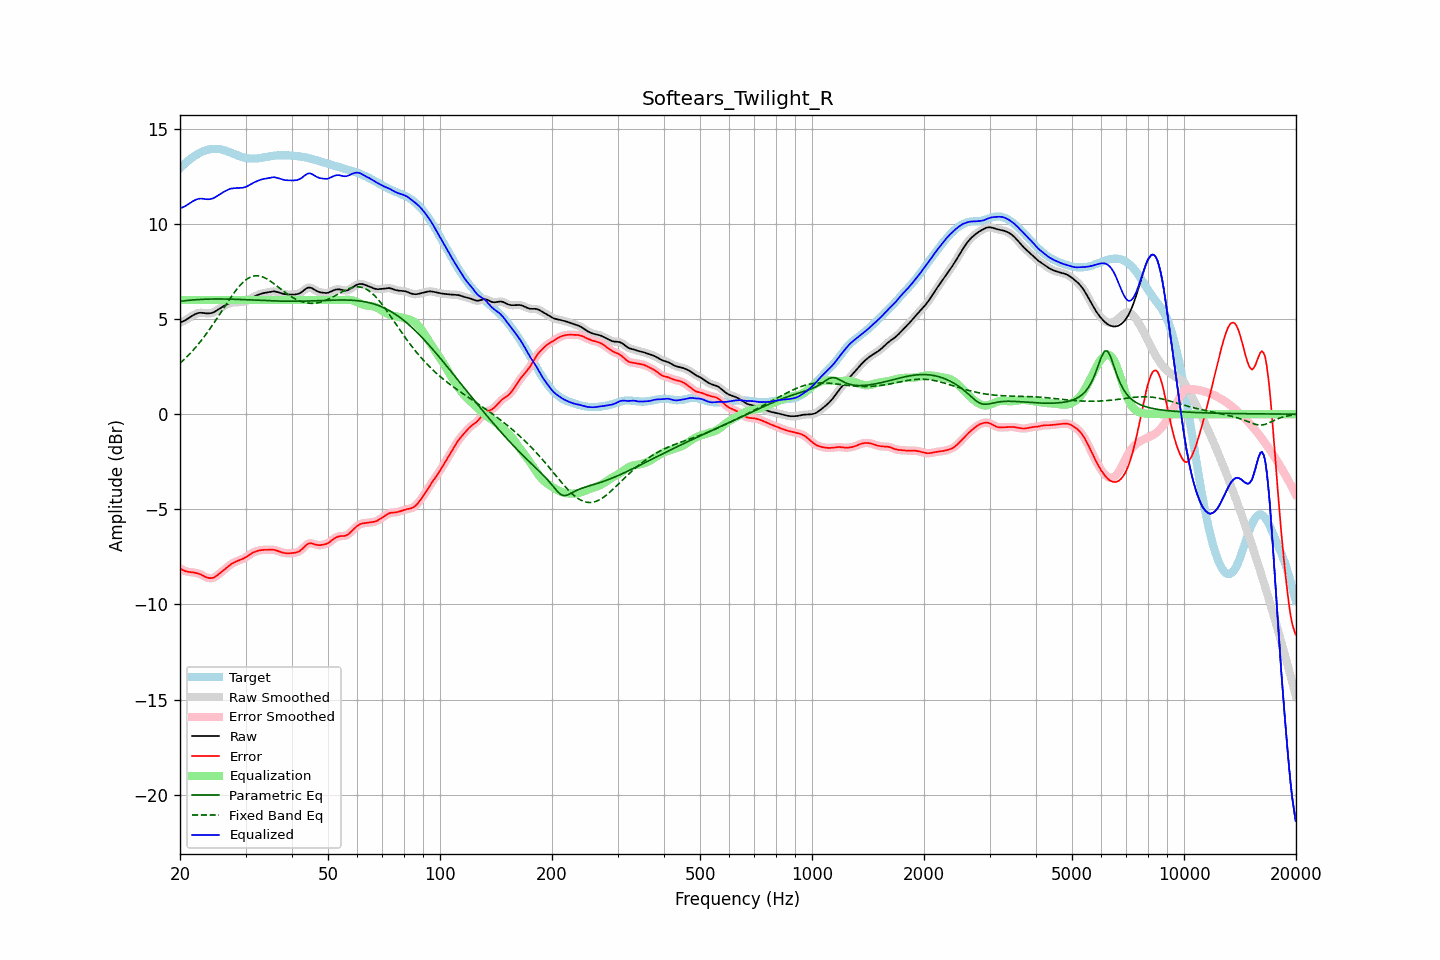 Softears_Twilight_R
15
10
5
0
−5
−10
−15
−20
Amplitude (dBr)
Target
Raw Smoothed
Error Smoothed
Raw
Error
Equalization
Parametric Eq
Fixed Band Eq
Equalized
20 50 100 200 500 1000 2000 5000 10000 20000
Frequency (Hz)